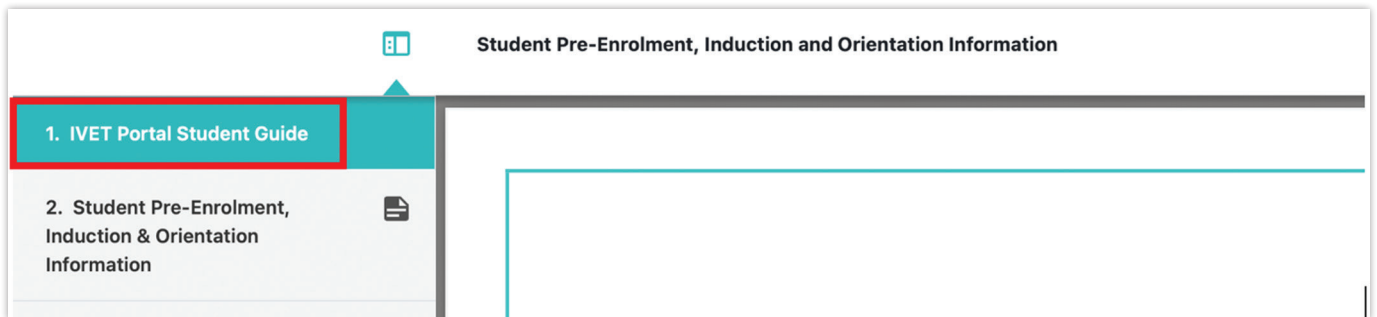 Student Pre-Enrolment, Induction and Orientation Information
1. IVET Portal Student Guide
2. Student Pre-Enrolment,
Induction & Orientation
Information